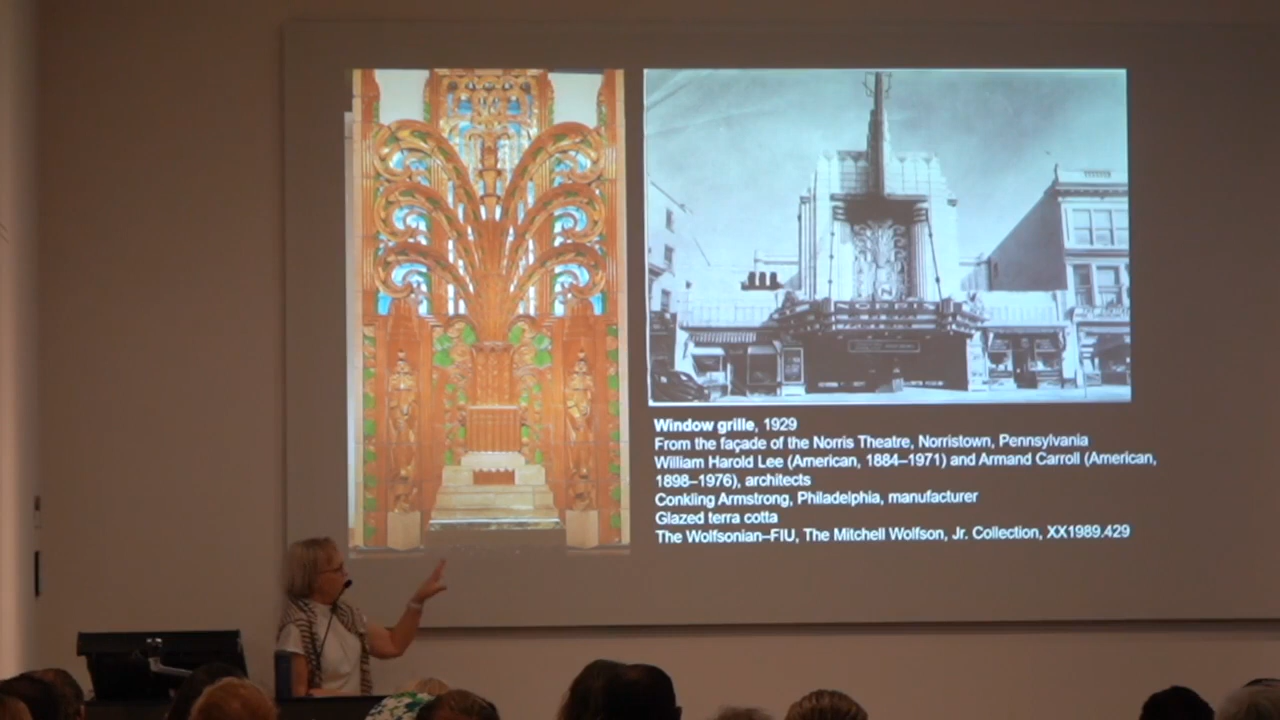 NORRIS
Window grille, 1929
From the façade of the Norris Theatre, Norristown, Pennsylvania
William Harold Lee (American, 1884–1971) and Armand Carroll (American,
1898–1976), architects
Conkling Armstrong, Philadelphia, manufacturer
Glazed terra cotta
The Wolfsonian–FIU, The Mitchell Wolfson, Jr. Collection, XX1989.429